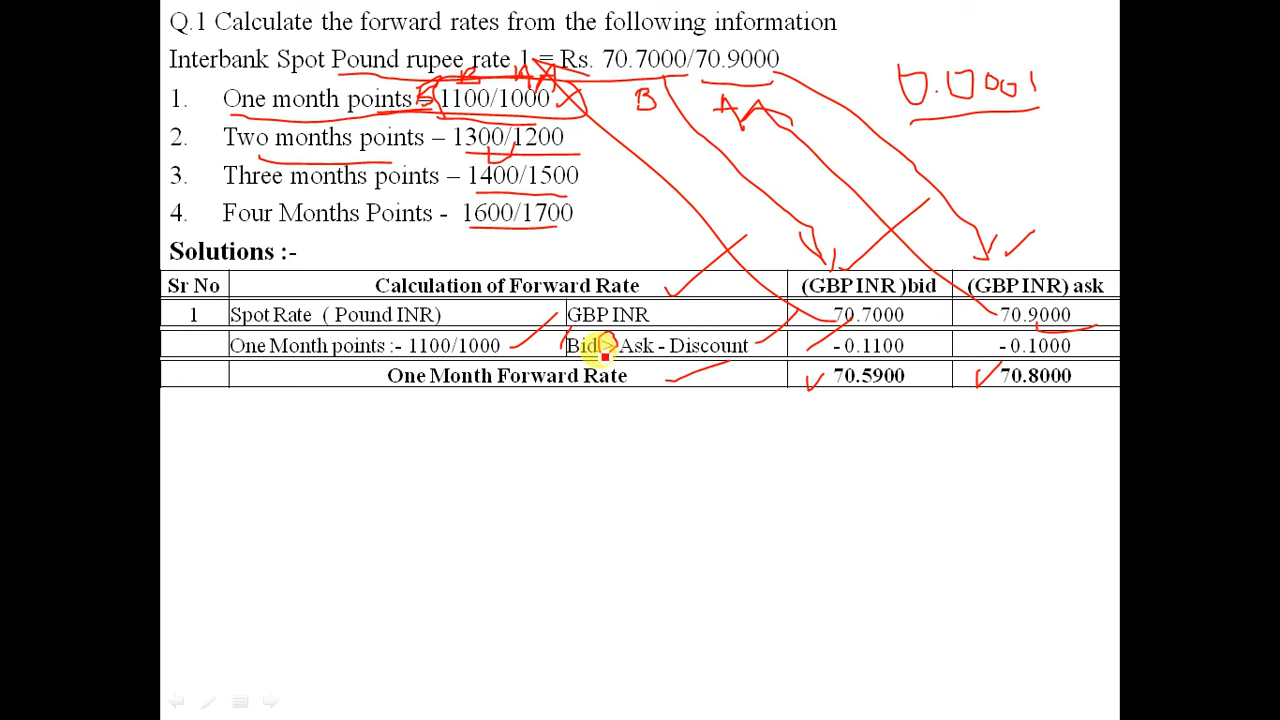 Q.1 Calculate the forward rates from the following information
Interbank Spot Pound rupee rate 1 = Rs. 70.7000/70.9000
B A
1. One month points – 1100/1000 B A 0.0001
2. Two months points – 1300/1200
3. Three months points – 1400/1500
4. Four Months Points - 1600/1700
Solutions :-
Sr No Calculation of Forward Rate (GBP INR )bid (GBP INR) ask
1 Spot Rate ( Pound INR) GBP INR 70.7000 70.9000
One Month points :- 1100/1000 Bid > Ask - Discount - 0.1100 - 0.1000
One Month Forward Rate 70.5900 70.8000